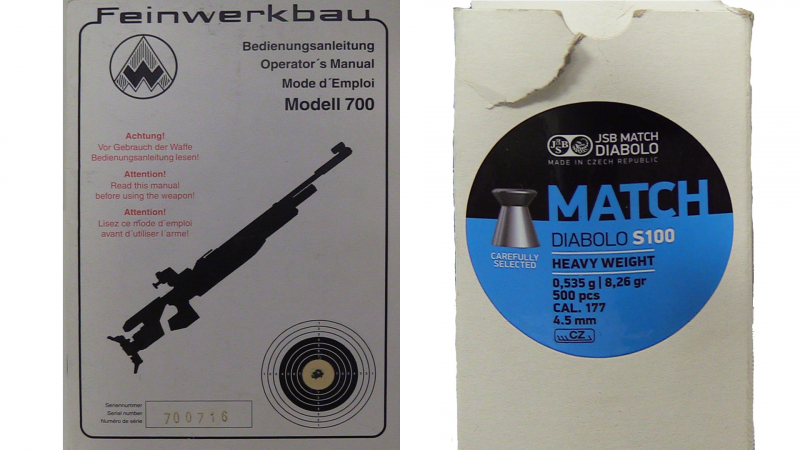 Feinwerkbau
Bedienungsanleitung
Operator´s Manual
Mode d´Emploi
Modell 700
Achtung!
Vor Gebrauch der Waffe
Bedienungsanleitung lesen!
Attention!
Read this manual
before using the weapon!
Attention!
Lisez ce mode d´emploi
avant d´utiliser l´arme!
Seriennummer
Serial number
Numéro de série
700716
JSB
JSB MATCH
DIABOLO
MADE IN CZECH REPUBLIC
MATCH
DIABOLO S100
CAREFULLY
SELECTED
HEAVY WEIGHT
0,535 g | 8,26 gr
500 pcs
CAL. 177
4.5 mm
CZ